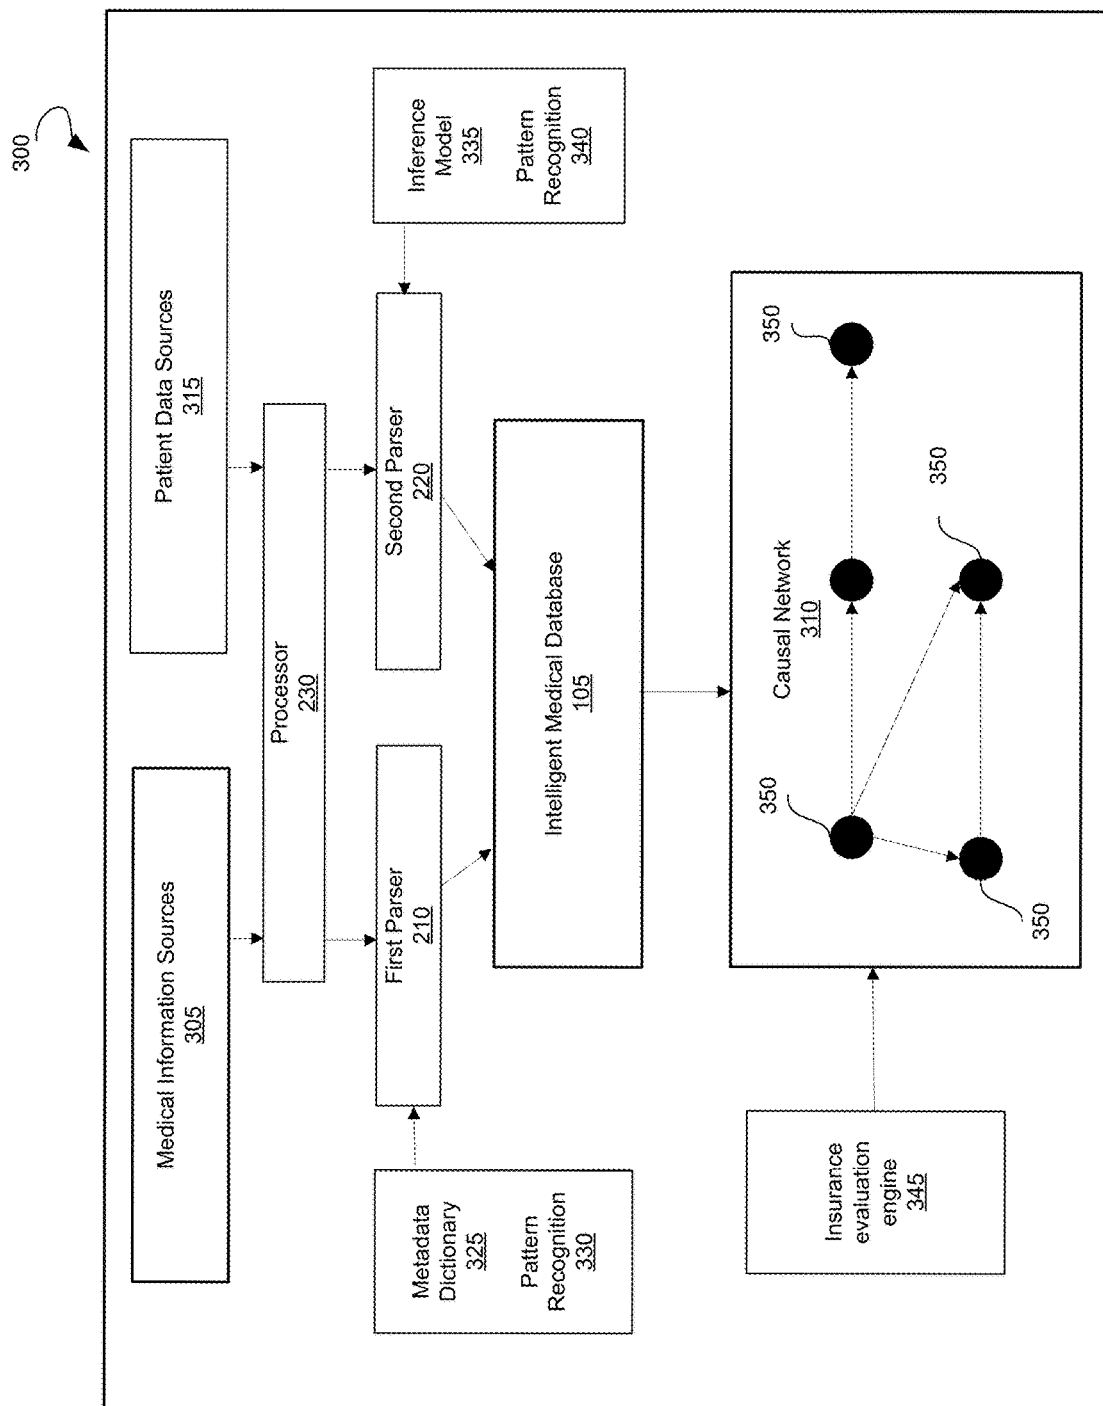 300
Medical Information Sources
305
Patient Data Sources
315
Processor
230
Metadata
Dictionary
325
Pattern
Recognition
330
First Parser
210
Second Parser
220
Inference
Model
335
Pattern
Recognition
340
Intelligent Medical Database
105
Insurance
evaluation
engine
345
Causal Network
310
350
350
350
350